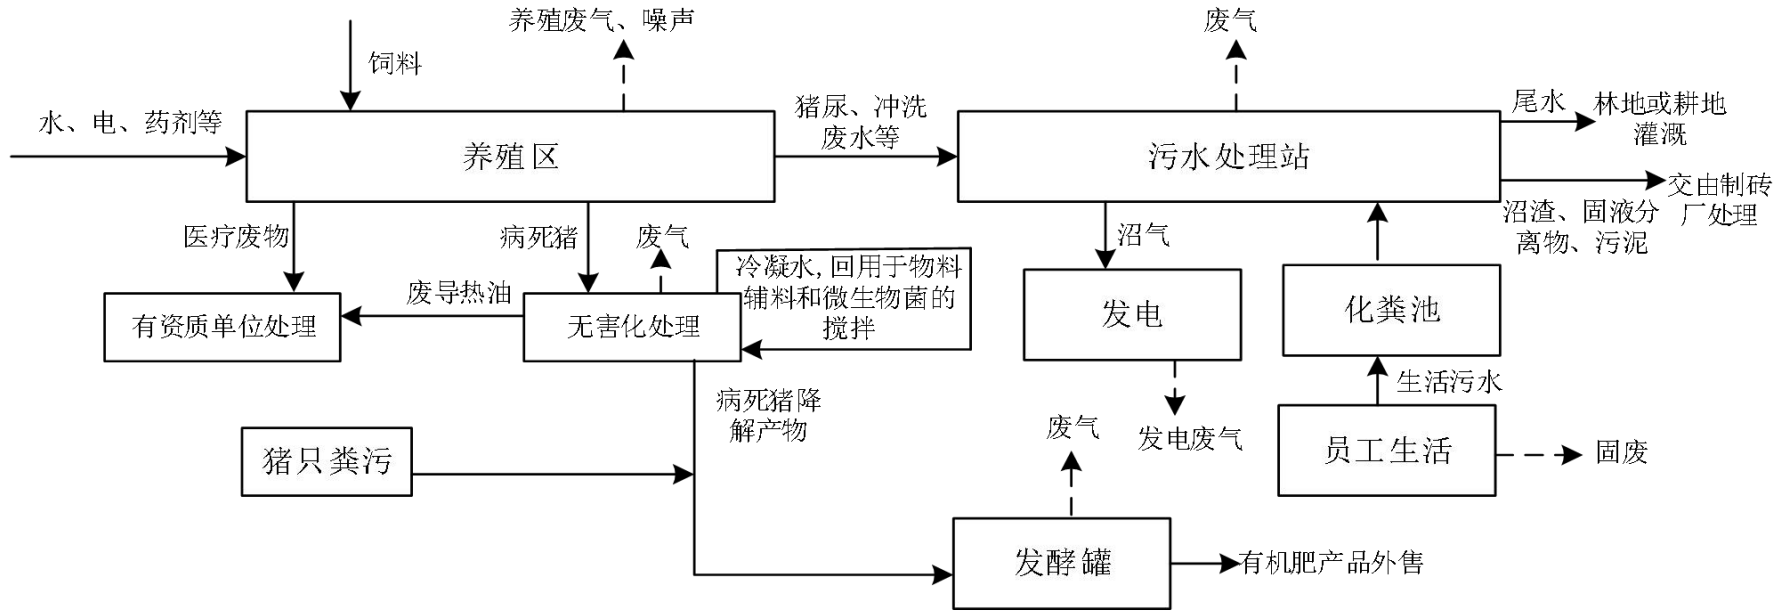 养殖废气、噪声
废气
饲料
水、电、药剂等
养殖区
猪尿、冲洗
废水等
污水处理站
尾水
林地或耕地
灌溉
交由制砖
厂处理
沼渣、固液分
离物、污泥
医疗废物
病死猪
废气
沼气
冷凝水,回用于物料
辅料和微生物菌的
搅拌
废导热油
有资质单位处理
无害化处理
发电
化粪池
生活污水
病死猪降
解产物
废气
发电废气
员工生活
固废
猪只粪污
发酵罐
有机肥产品外售